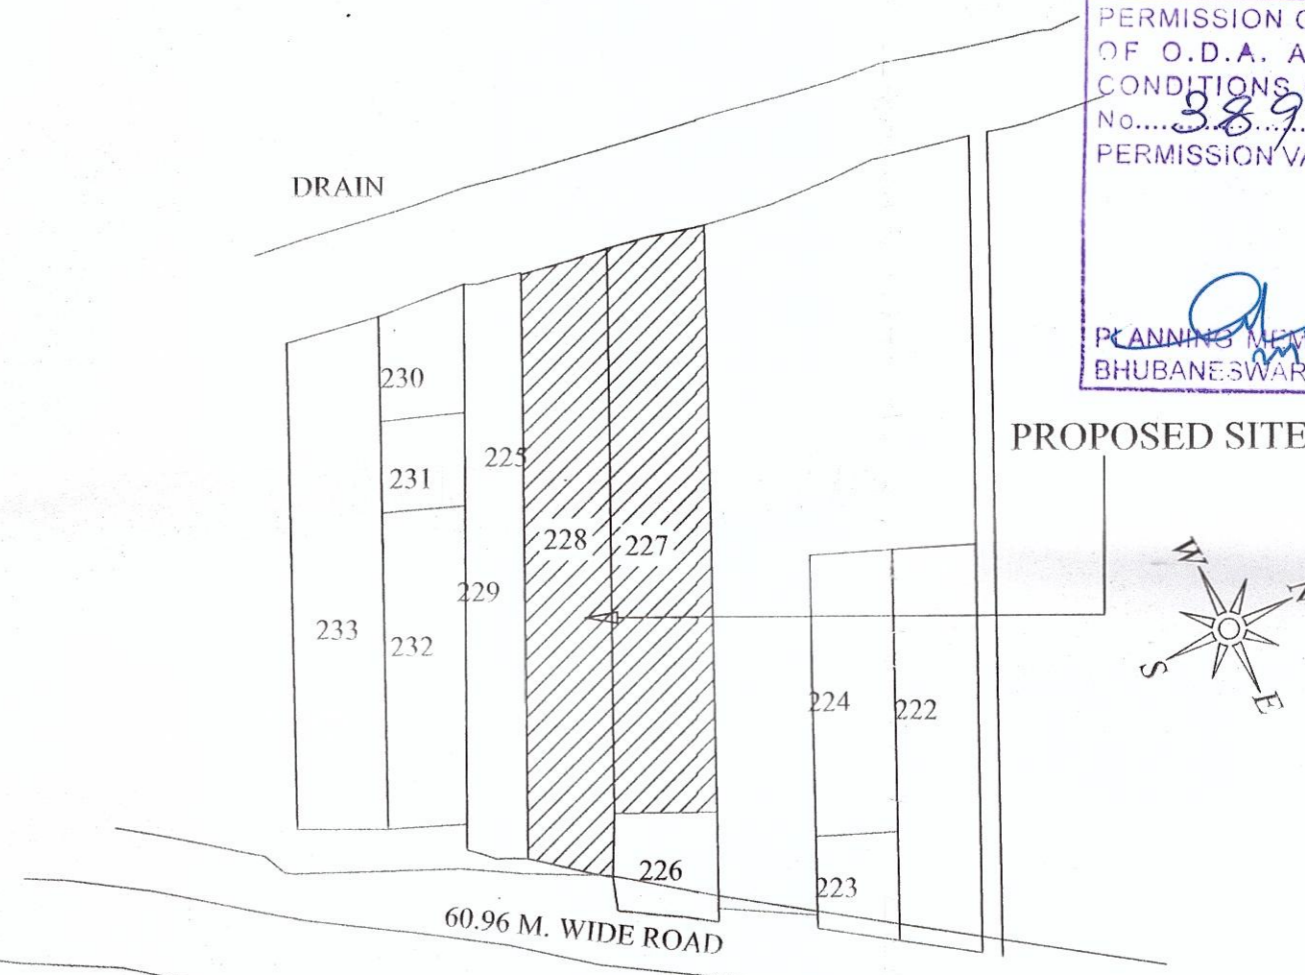 PERMISSION
OF O.D.A.
CONDITIONS
No.... 389
PERMISSION
PLANNING
BHUBANESWAR
DRAIN
PROPOSED SITE
230
231
225
228
227
229
233
232
224
222
226
223
60.96 M. WIDE ROAD
W
S
E